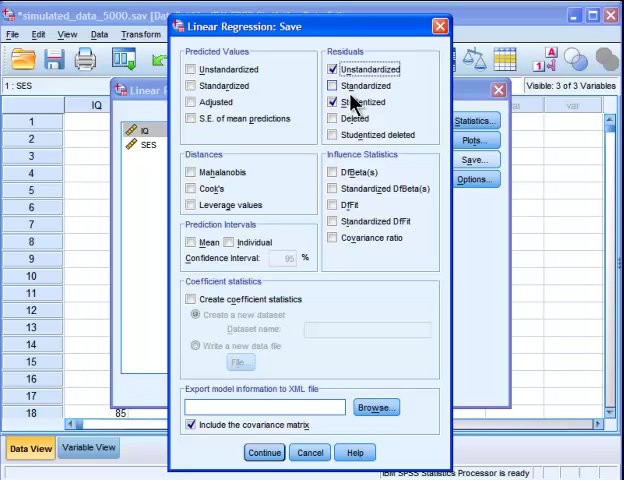 *simulated_data_5000.sav [Da
Linear Regression: Save
File Edit View Data Transform
1 : SES
Visible: 3 of 3 Variables
IQ
var
Linear R
IQ
SES
Statistics...
Plots...
Save...
Options...
Predicted Values
Unstandardized
Standardized
Adjusted
S.E. of mean predictions
Residuals
Unstandardized
Standardized
Studentized
Deleted
Studentized deleted
Distances
Mahalanobis
Cook's
Leverage values
Influence Statistics
DfBeta(s)
Standardized DfBeta(s)
DfFit
Standardized DfFit
Covariance ratio
Prediction Intervals
Mean Individual
Confidence Interval: 95 %
Coefficient statistics
Create coefficient statistics
Create a new dataset
Dataset name:
Write a new data file
File...
Export model information to XML file
Browse...
Include the covariance matrix
Continue Cancel Help
1
2
3
4
5
6
7
8
9
10
11
12
13
14
15
16
17
18 85
Data View Variable View
IBM SPSS Statistics Processor is ready